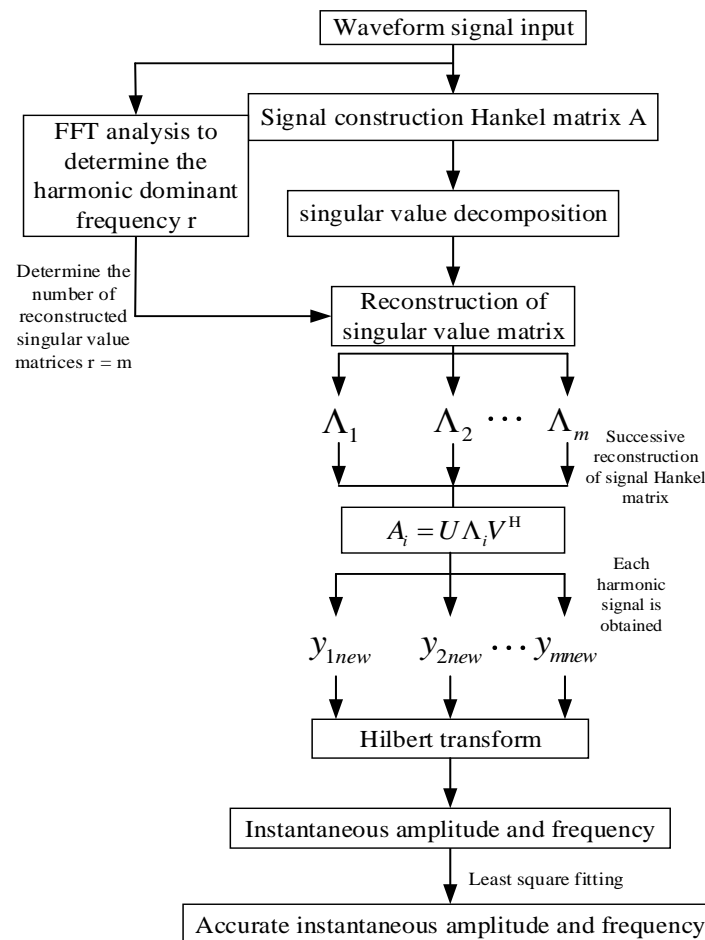 Waveform signal input
Signal construction Hankel matrix A
FFT analysis to
determine the
harmonic dominant
frequency r
singular value decomposition
Determine the
number of
reconstructed
singular value
matrices r = m
Reconstruction of
singular value matrix
Λ₁ Λ₂ ··· Λₘ
Successive
reconstruction
of signal Hankel
matrix
Aᵢ = UΛᵢVᴴ
Each
harmonic
signal is
obtained
y₁new y₂new ··· ymnew
Hilbert transform
Instantaneous amplitude and frequency
Least square fitting
Accurate instantaneous amplitude and frequency